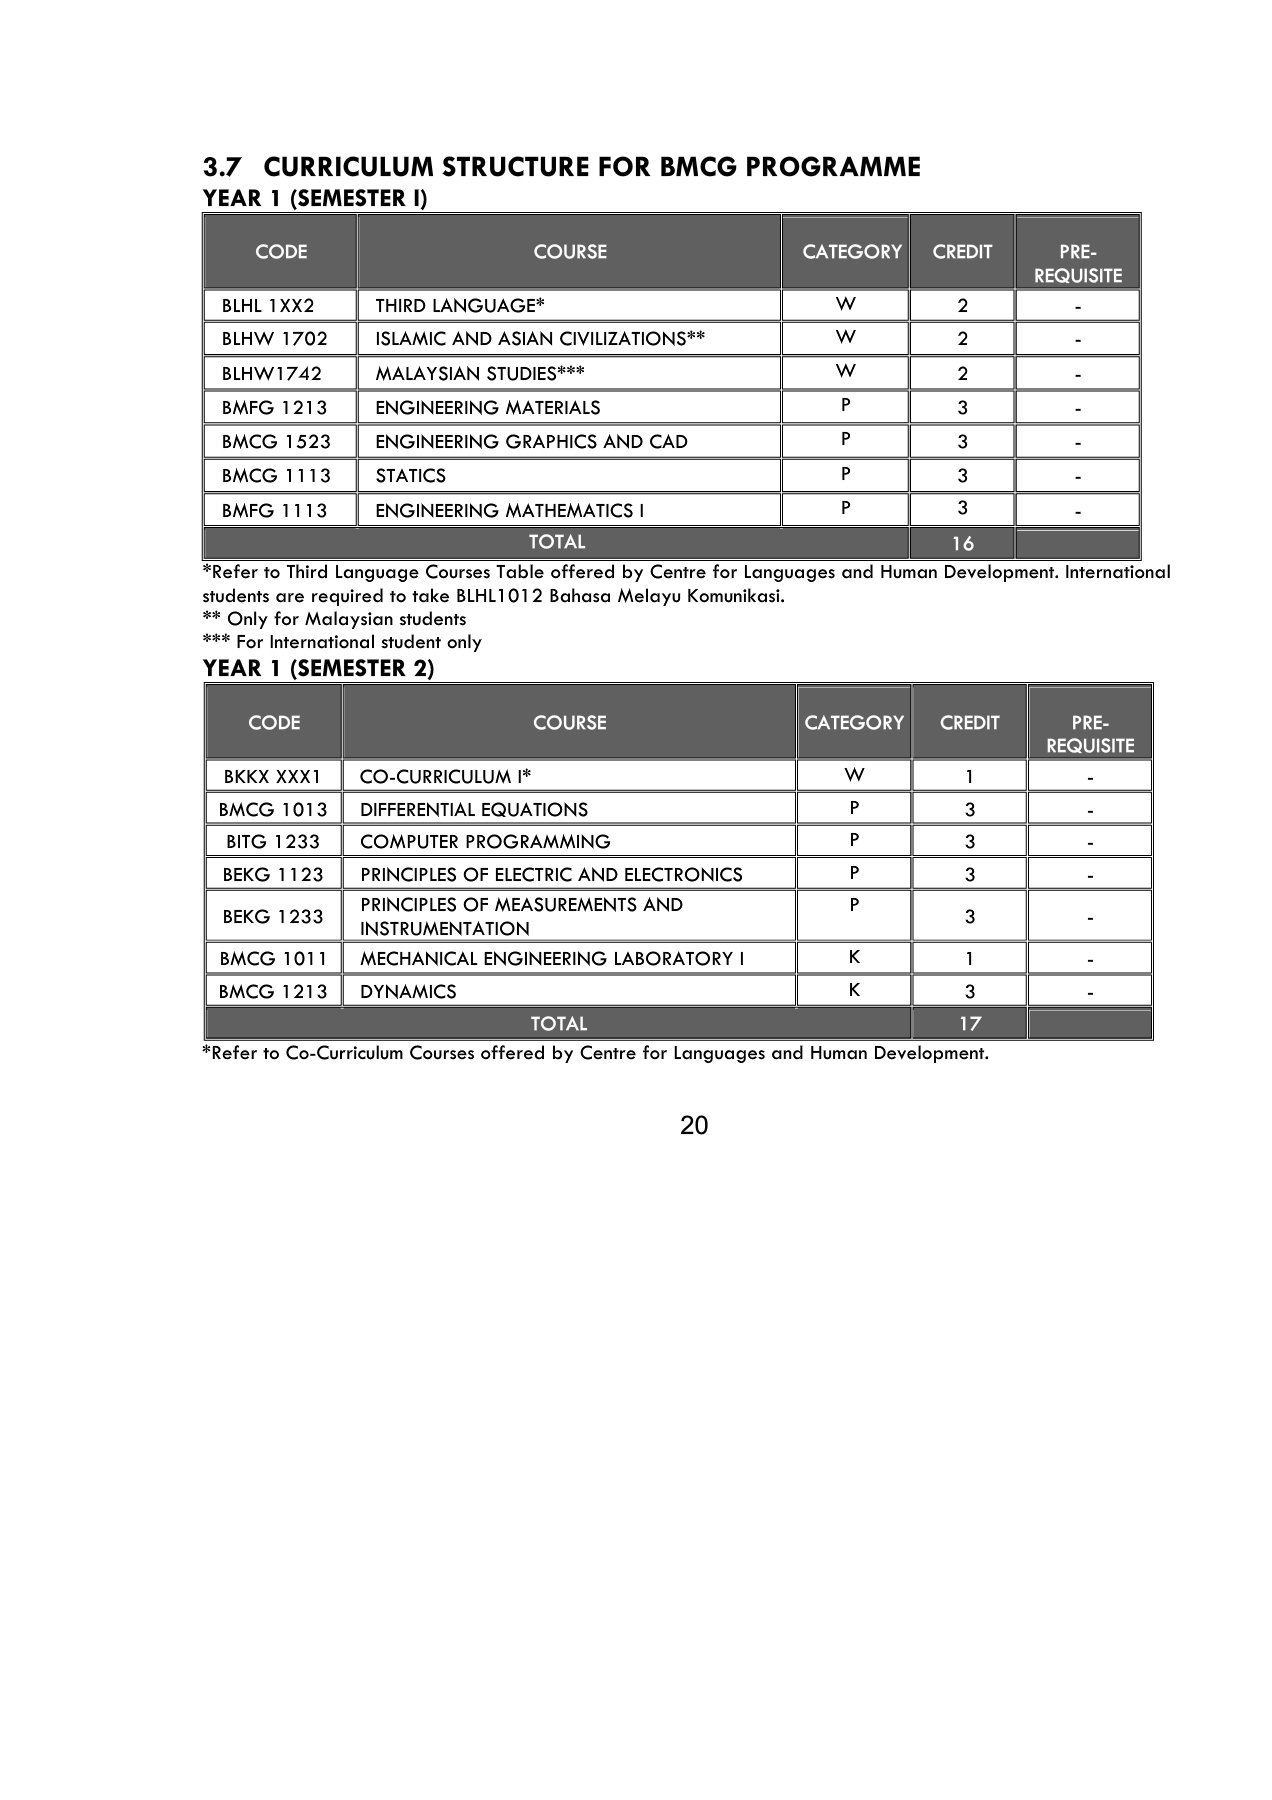 3.7 CURRICULUM STRUCTURE FOR BMCG PROGRAMME
YEAR 1 (SEMESTER I)
CODE COURSE CATEGORY CREDIT PRE-
REQUISITE
BLHL 1XX2 THIRD LANGUAGE* W 2 -
BLHW 1702 ISLAMIC AND ASIAN CIVILIZATIONS** W 2 -
BLHW1742 MALAYSIAN STUDIES*** W 2 -
BMFG 1213 ENGINEERING MATERIALS P 3 -
BMCG 1523 ENGINEERING GRAPHICS AND CAD P 3 -
BMCG 1113 STATICS P 3 -
BMFG 1113 ENGINEERING MATHEMATICS I P 3 -
TOTAL 16
*Refer to Third Language Courses Table offered by Centre for Languages and Human Development. International
students are required to take BLHL1012 Bahasa Melayu Komunikasi.
** Only for Malaysian students
*** For International student only
YEAR 1 (SEMESTER 2)
CODE COURSE CATEGORY CREDIT PRE-
REQUISITE
BKKX XXX1 CO-CURRICULUM I* W 1 -
BMCG 1013 DIFFERENTIAL EQUATIONS P 3 -
BITG 1233 COMPUTER PROGRAMMING P 3 -
BEKG 1123 PRINCIPLES OF ELECTRIC AND ELECTRONICS P 3 -
BEKG 1233 PRINCIPLES OF MEASUREMENTS AND P 3 -
INSTRUMENTATION
BMCG 1011 MECHANICAL ENGINEERING LABORATORY I K 1 -
BMCG 1213 DYNAMICS K 3 -
TOTAL 17
*Refer to Co-Curriculum Courses offered by Centre for Languages and Human Development.
20